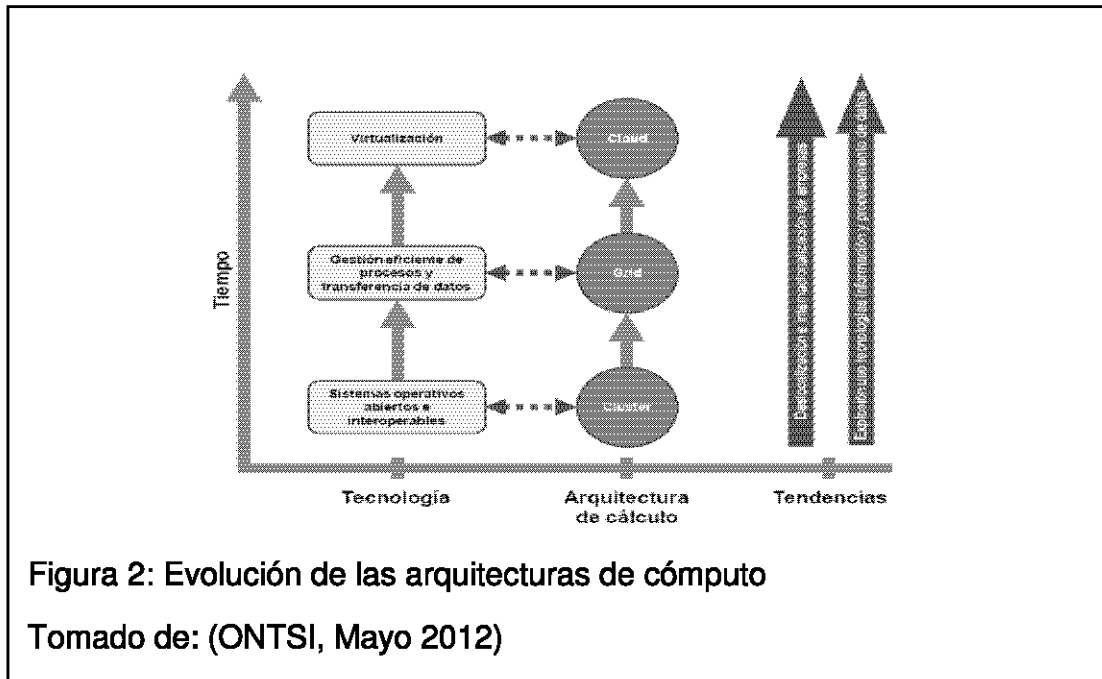 Virtualización
Cloud
Gestión eficiente de
procesos y
transferencia de datos
Grid
Sistemas operativos
abiertos e
interoperables
Cluster
Tiempo
Tecnología
Arquitectura
de cálculo
Tendencias
Figura 2: Evolución de las arquitecturas de cómputo
Tomado de: (ONTSI, Mayo 2012)